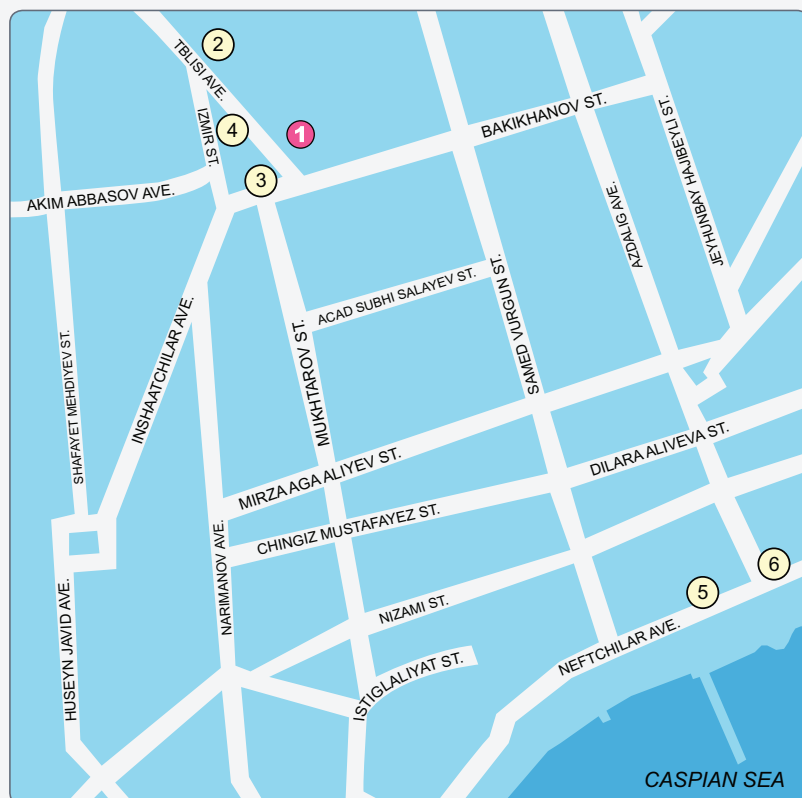 2
TBLISI AVE.
1
4
IZMIR ST.
BAKIKHANOV ST.
JEYHUNBAY HAJIBEYLI ST.
3
AKIM ABBASOV AVE.
AZDALIG AVE.
ACAD SUBHI SALAYEV ST.
SAMED VURGUN ST.
INSHAATCHILAR AVE.
MUKHTAROV ST.
SHAFAYET MEHDIYEV ST.
MIRZA AGA ALIYEV ST.
DILARA ALIVEVA ST.
CHINGIZ MUSTAFAYEZ ST.
NARIMANOV AVE.
HUSEYN JAVID AVE.
NIZAMI ST.
5
6
NEFTCHILAR AVE.
ISTIGLALIYAT ST.
CASPIAN SEA